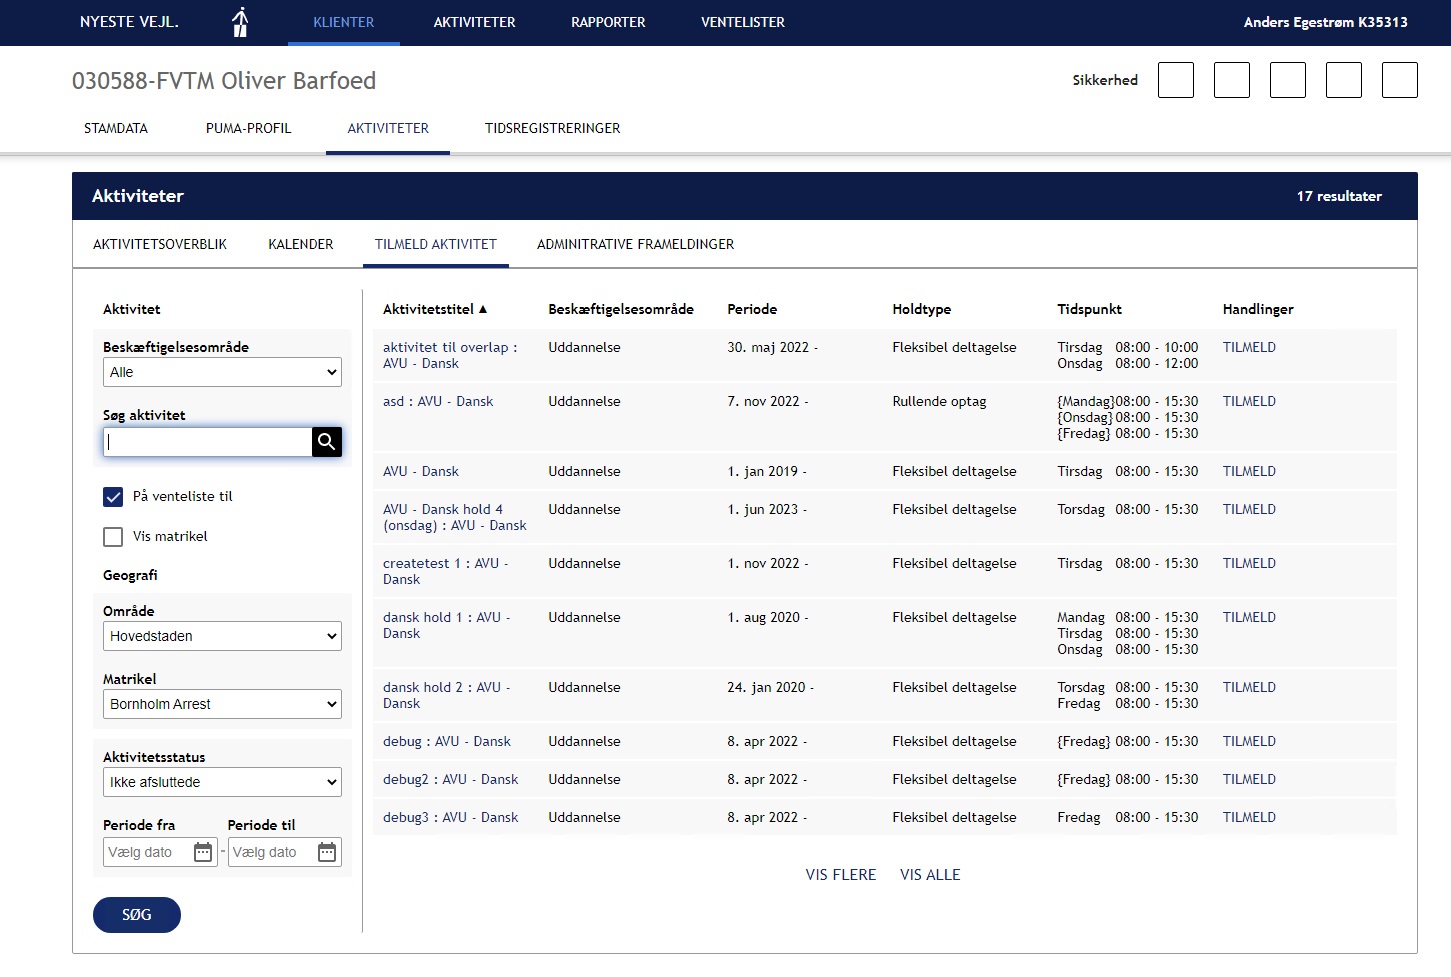 NYESTE VEJL. KLIENTER AKTIVITETER RAPPORTER VENTELISTER Anders Egestrøm K35313
030588-FVTM Oliver Barfoed
Sikkerhed
STAMDATA PUMA-PROFIL AKTIVITETER TIDSREGISTRERINGER
Aktiviteter 17 resultater
AKTIVITETSOVERBLIK KALENDER TILMELD AKTIVITET ADMINITRATIVE FRAMELDINGER
Aktivitet
Beskæftigelsesområde
Alle
Søg aktivitet
På venteliste til
Vis matrikel
Geografi
Område
Hovedstaden
Matrikel
Bornholm Arrest
Aktivitetsstatus
Ikke afsluttede
Periode fra Periode til
Vælg dato - Vælg dato
SØG
Aktivitetstitel ▲ Beskæftigelsesområde Periode Holdtype Tidspunkt Handlinger
aktivitet til overlap : Uddannelse 30. maj 2022 - Fleksibel deltagelse Tirsdag 08:00 - 10:00 TILMELD
AVU - Dansk Onsdag 08:00 - 12:00
asd : AVU - Dansk Uddannelse 7. nov 2022 - Rullende optag {Mandag}08:00 - 15:30 TILMELD
{Onsdag} 08:00 - 15:30
{Fredag} 08:00 - 15:30
AVU - Dansk Uddannelse 1. jan 2019 - Fleksibel deltagelse Tirsdag 08:00 - 15:30 TILMELD
AVU - Dansk hold 4 Uddannelse 1. jun 2023 - Fleksibel deltagelse Torsdag 08:00 - 15:30 TILMELD
(onsdag) : AVU - Dansk
createtest 1 : AVU - Uddannelse 1. nov 2022 - Fleksibel deltagelse Tirsdag 08:00 - 15:30 TILMELD
Dansk
dansk hold 1 : AVU - Uddannelse 1. aug 2020 - Fleksibel deltagelse Mandag 08:00 - 15:30 TILMELD
Dansk Tirsdag 08:00 - 15:30
Onsdag 08:00 - 15:30
dansk hold 2 : AVU - Uddannelse 24. jan 2020 - Fleksibel deltagelse Torsdag 08:00 - 15:30 TILMELD
Dansk Fredag 08:00 - 15:30
debug : AVU - Dansk Uddannelse 8. apr 2022 - Fleksibel deltagelse {Fredag} 08:00 - 15:30 TILMELD
debug2 : AVU - Dansk Uddannelse 8. apr 2022 - Fleksibel deltagelse {Fredag} 08:00 - 15:30 TILMELD
debug3 : AVU - Dansk Uddannelse 8. apr 2022 - Fleksibel deltagelse Fredag 08:00 - 15:30 TILMELD
VIS FLERE VIS ALLE